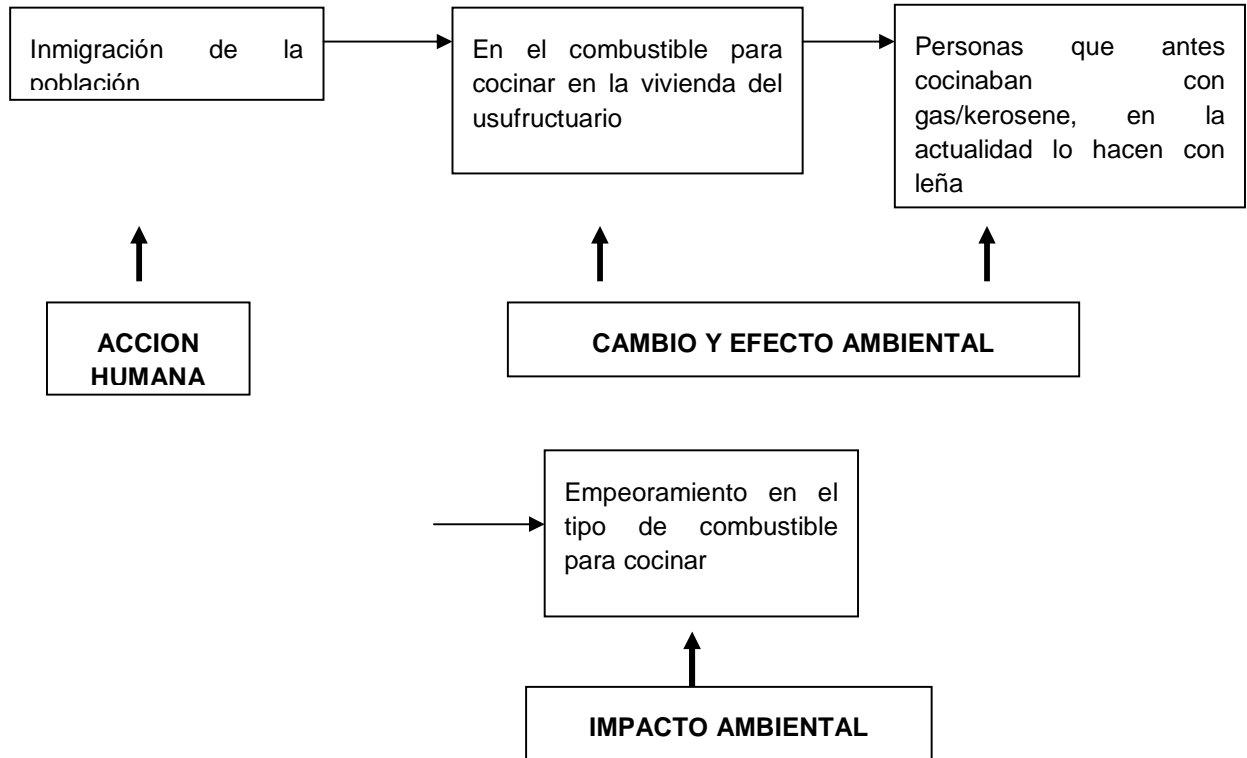 Inmigración de la
población
En el combustible para
cocinar en la vivienda del
usufructuario
Personas que antes
cocinaban con
gas/kerosene, en la
actualidad lo hacen con
leña
ACCION
HUMANA
CAMBIO Y EFECTO AMBIENTAL
Empeoramiento en el
tipo de combustible
para cocinar
IMPACTO AMBIENTAL